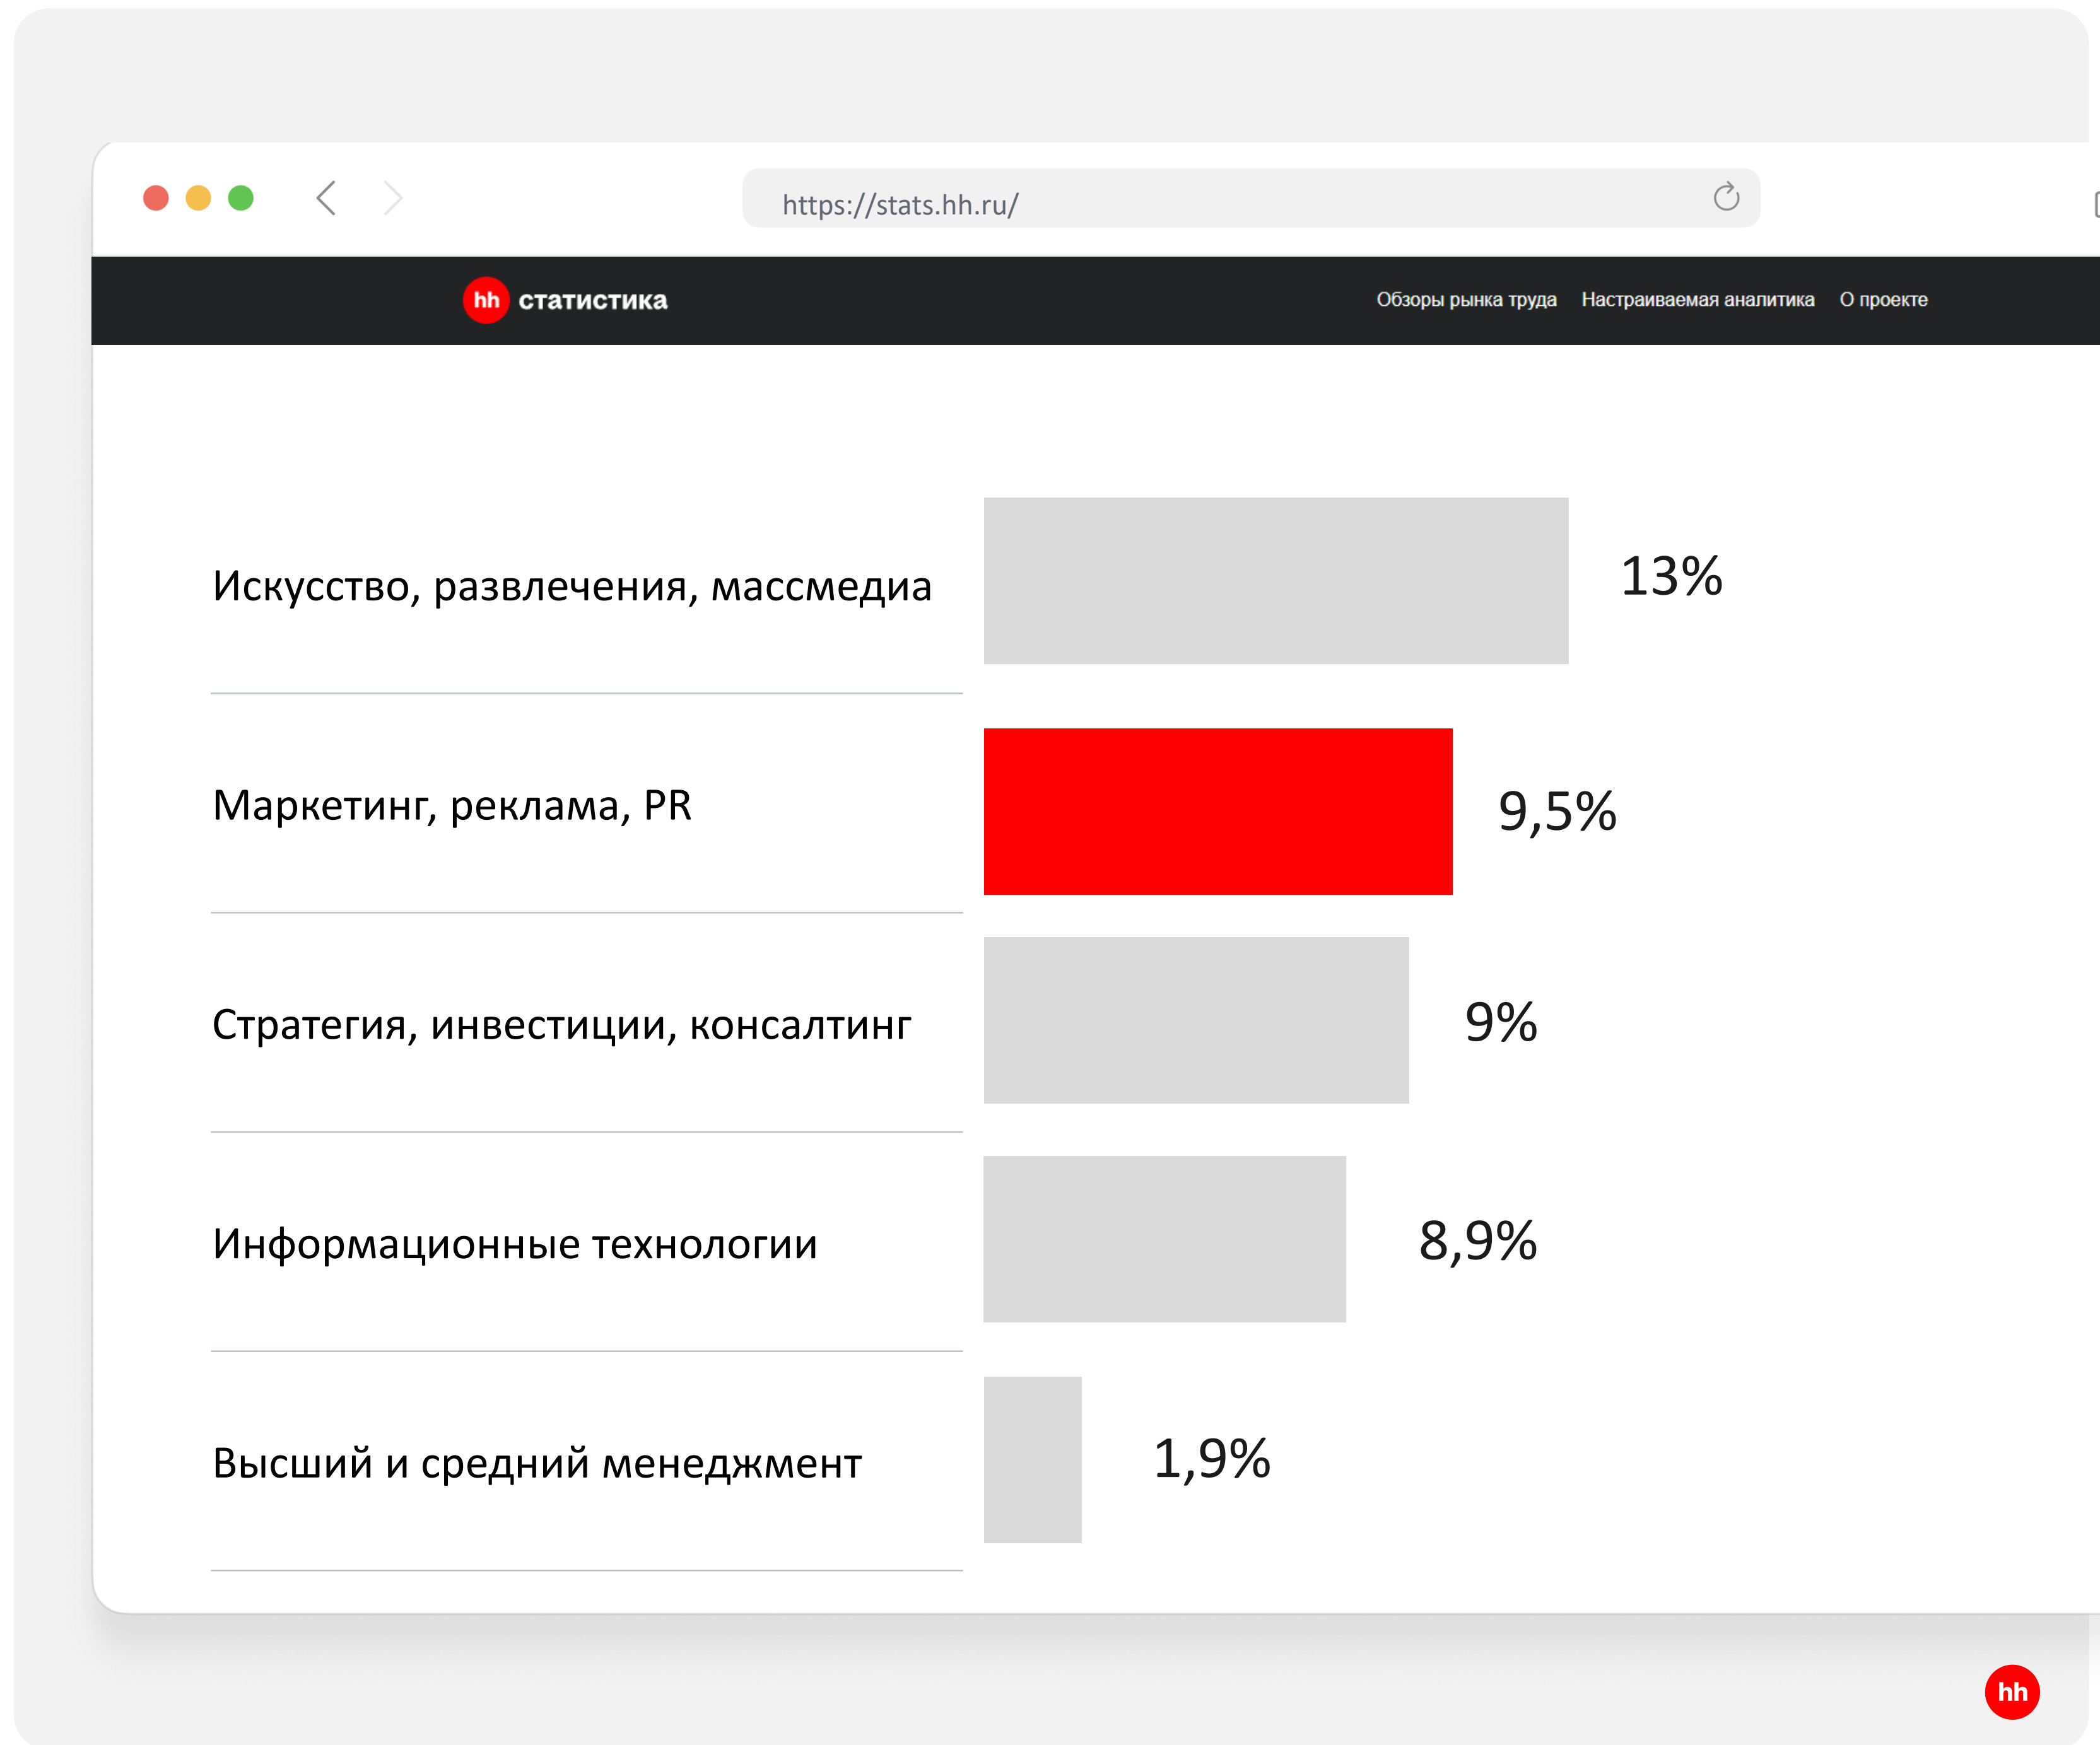 https://stats.hh.ru/
hh статистика
Обзоры рынка труда Настраиваемая аналитика О проекте
Искусство, развлечения, массмедиа 13%
Маркетинг, реклама, PR 9,5%
Стратегия, инвестиции, консалтинг 9%
Информационные технологии 8,9%
Высший и средний менеджмент 1,9%
hh